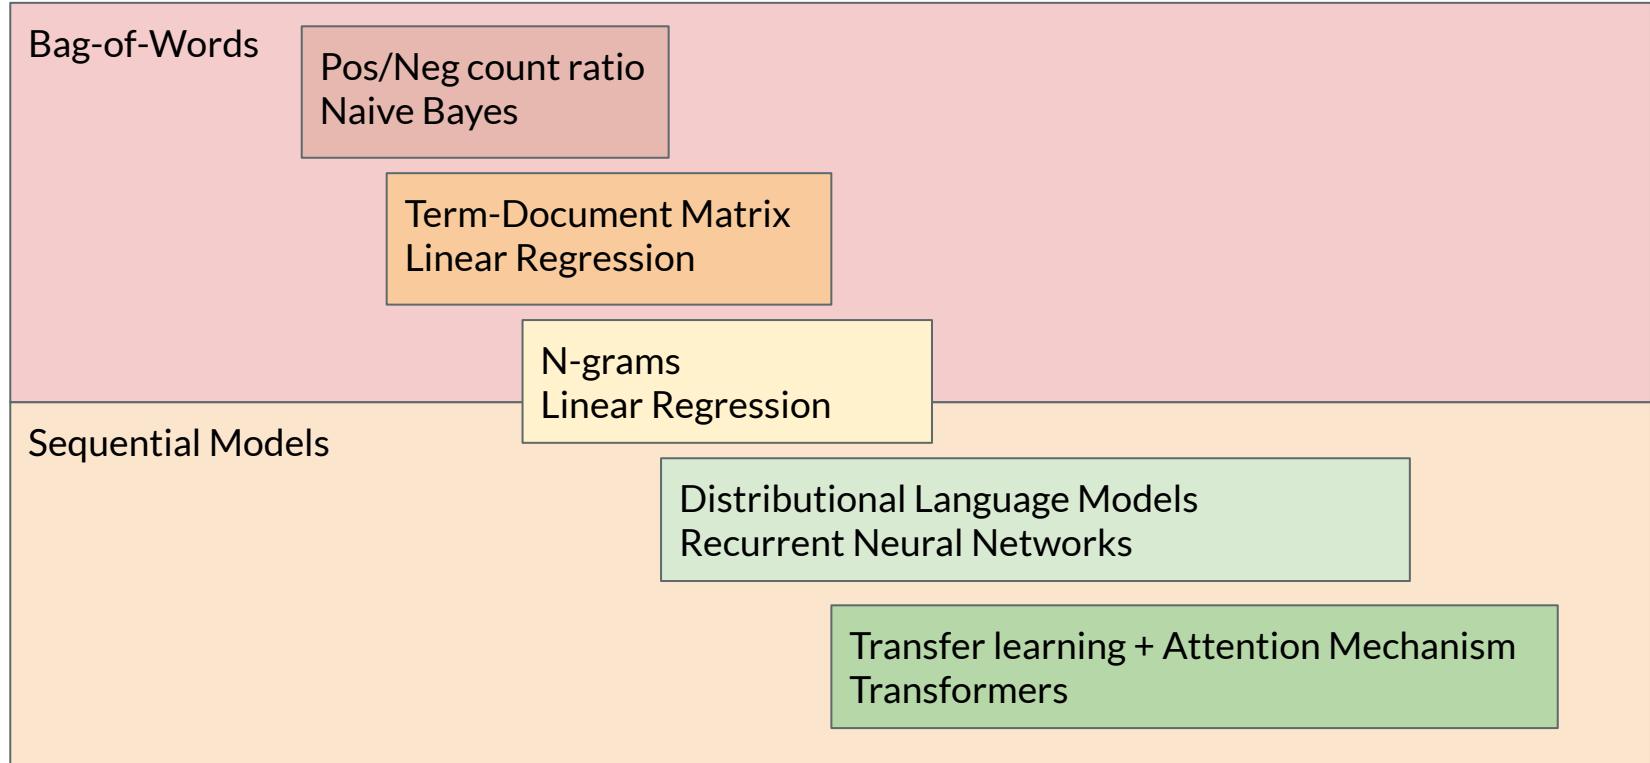 Bag-of-Words
Pos/Neg count ratio
Naive Bayes
Term-Document Matrix
Linear Regression
N-grams
Linear Regression
Sequential Models
Distributional Language Models
Recurrent Neural Networks
Transfer learning + Attention Mechanism
Transformers